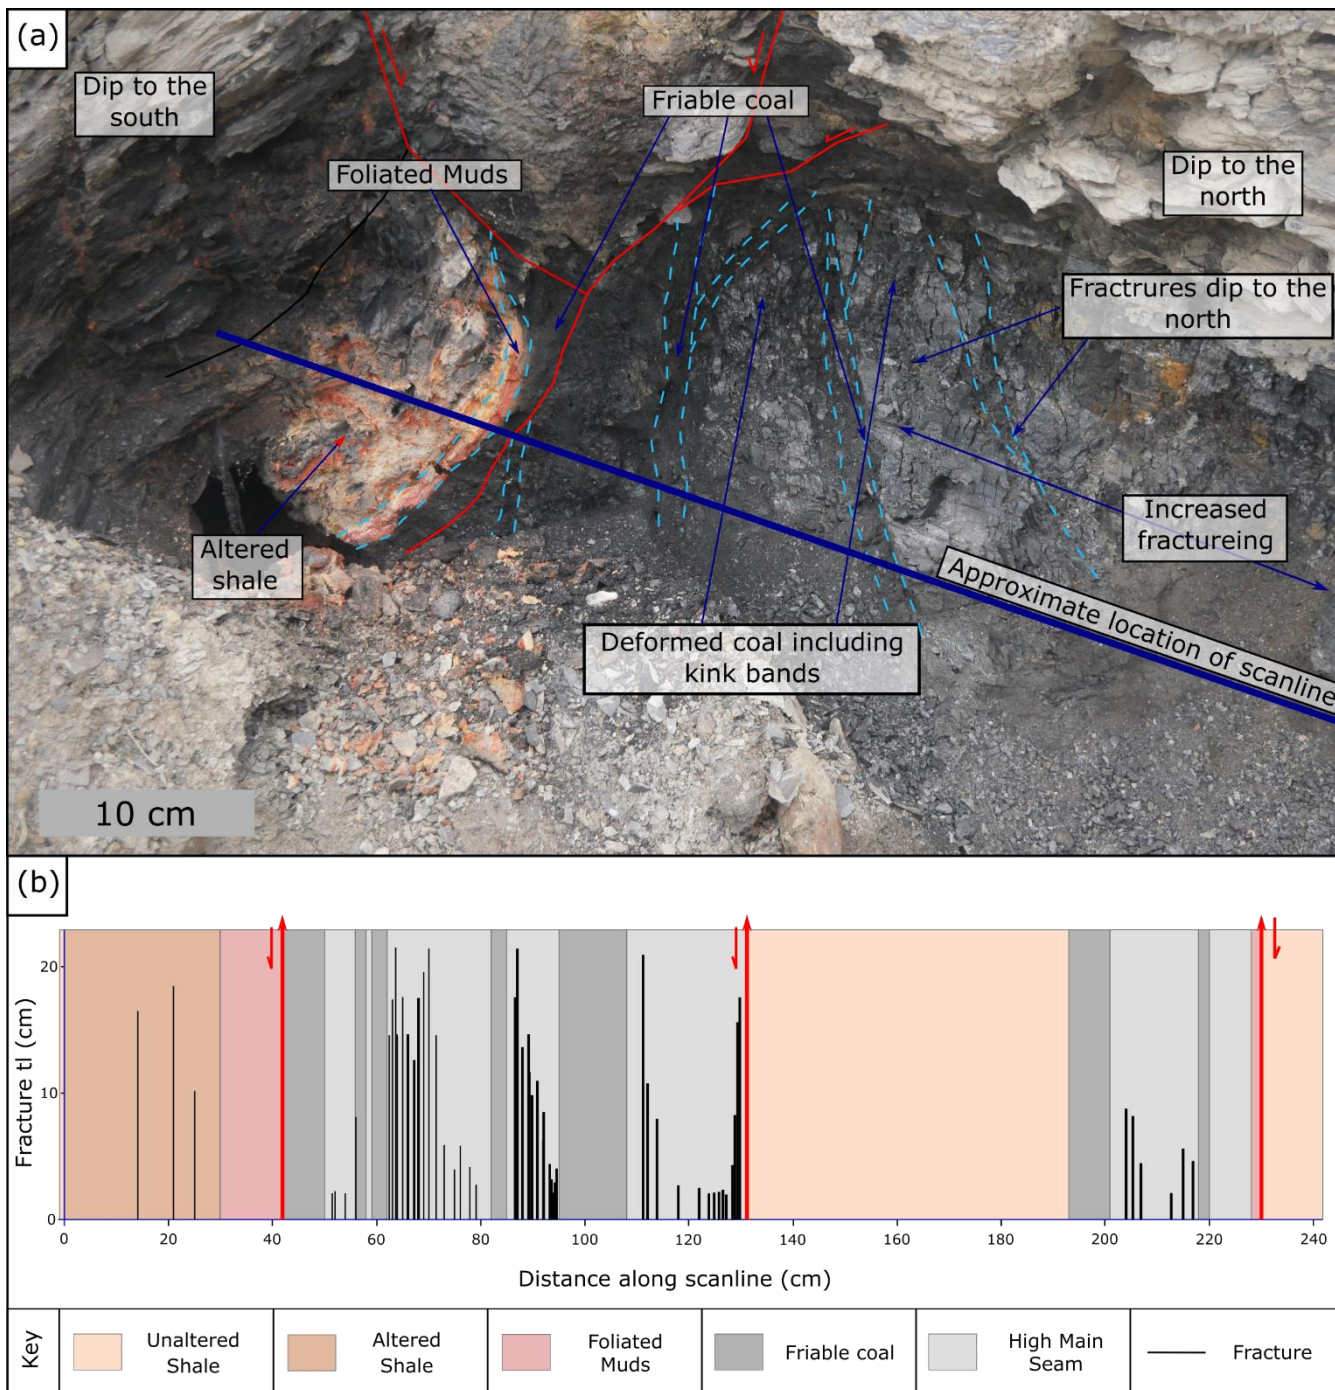 (a)
Dip to the
south
Friable coal
Foliated Muds
Dip to the
north
Fractrures dip to the
north
Altered
shale
Increased
fractureing
Deformed coal including
kink bands
Approximate location of scanline
10 cm
(b)
Fracture tl (cm)
20
10
0
0 20 40 60 80 100 120 140 160 180 200 220 240
Distance along scanline (cm)
Key
Unaltered
Shale
Altered
Shale
Foliated
Muds
Friable coal
High Main
Seam
Fracture